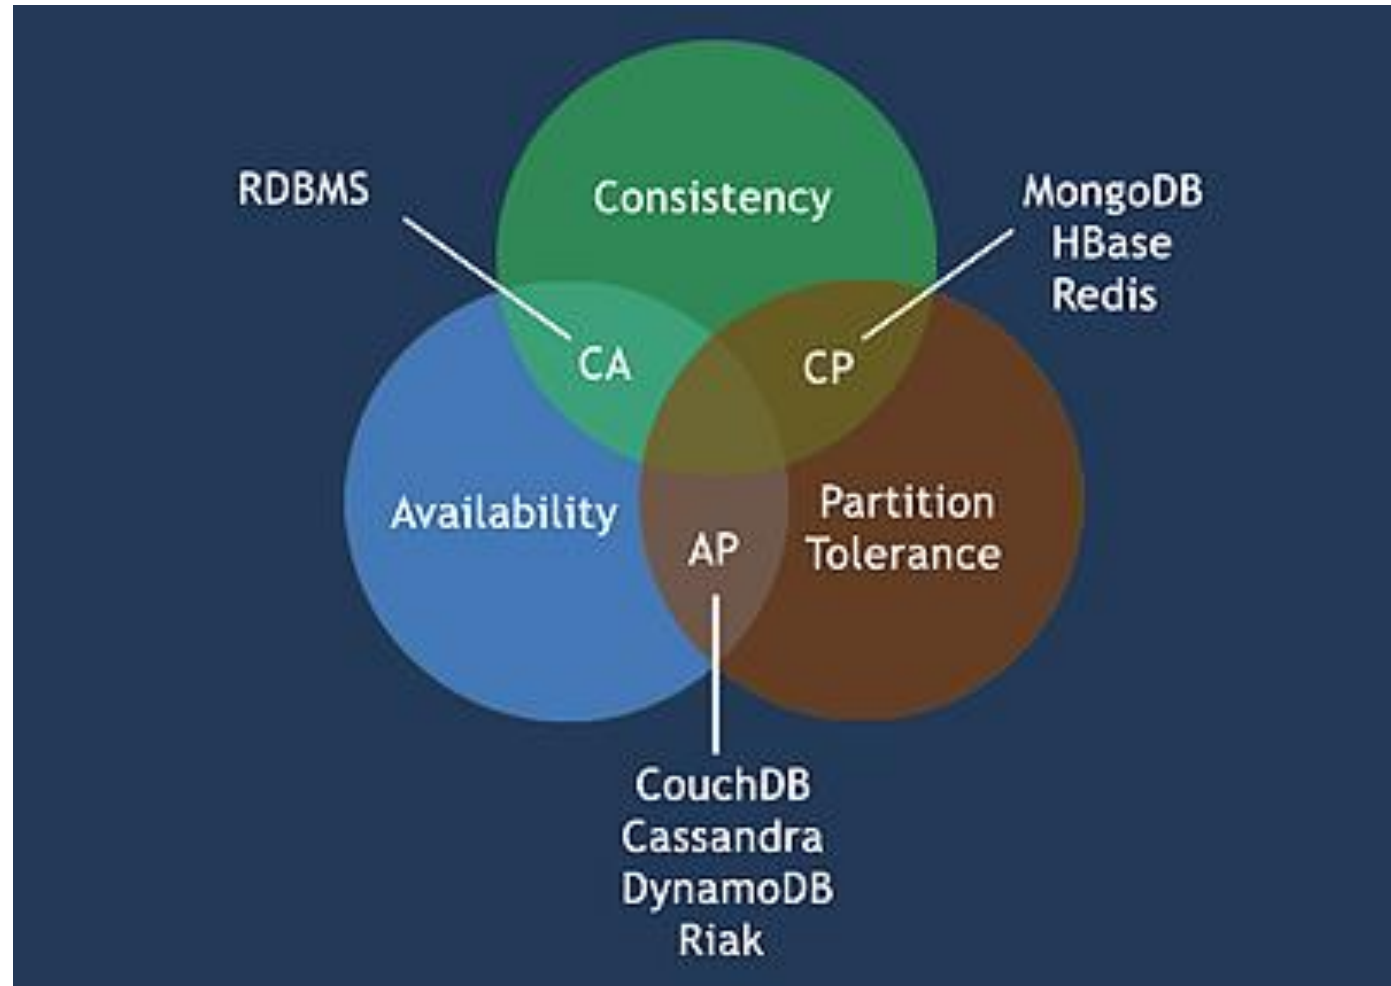 RDBMS
Consistency
MongoDB
HBase
Redis
CA
CP
Availability
Partition
Tolerance
AP
CouchDB
Cassandra
DynamoDB
Riak